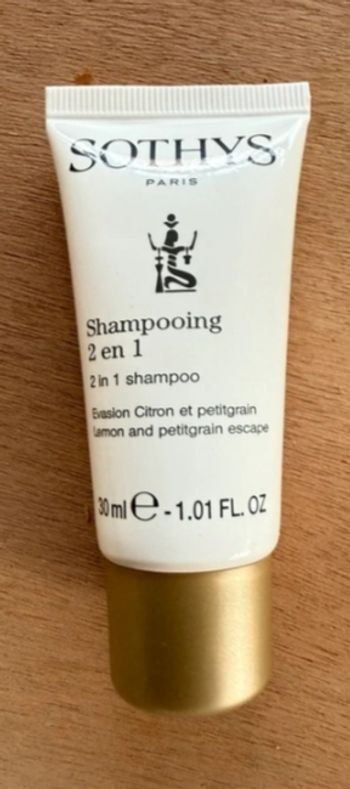 SOTHYS
PARIS
Shampooing
2 en 1
2 in 1 shampoo
Evasion Citron et petitgrain
Lemon and petitgrain escape
30 ml e - 1.01 FL. OZ